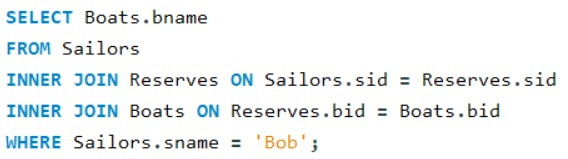 SELECT Boats.bname
FROM Sailors
INNER JOIN Reserves ON Sailors.sid = Reserves.sid
INNER JOIN Boats ON Reserves.bid = Boats.bid
WHERE Sailors.sname = 'Bob';